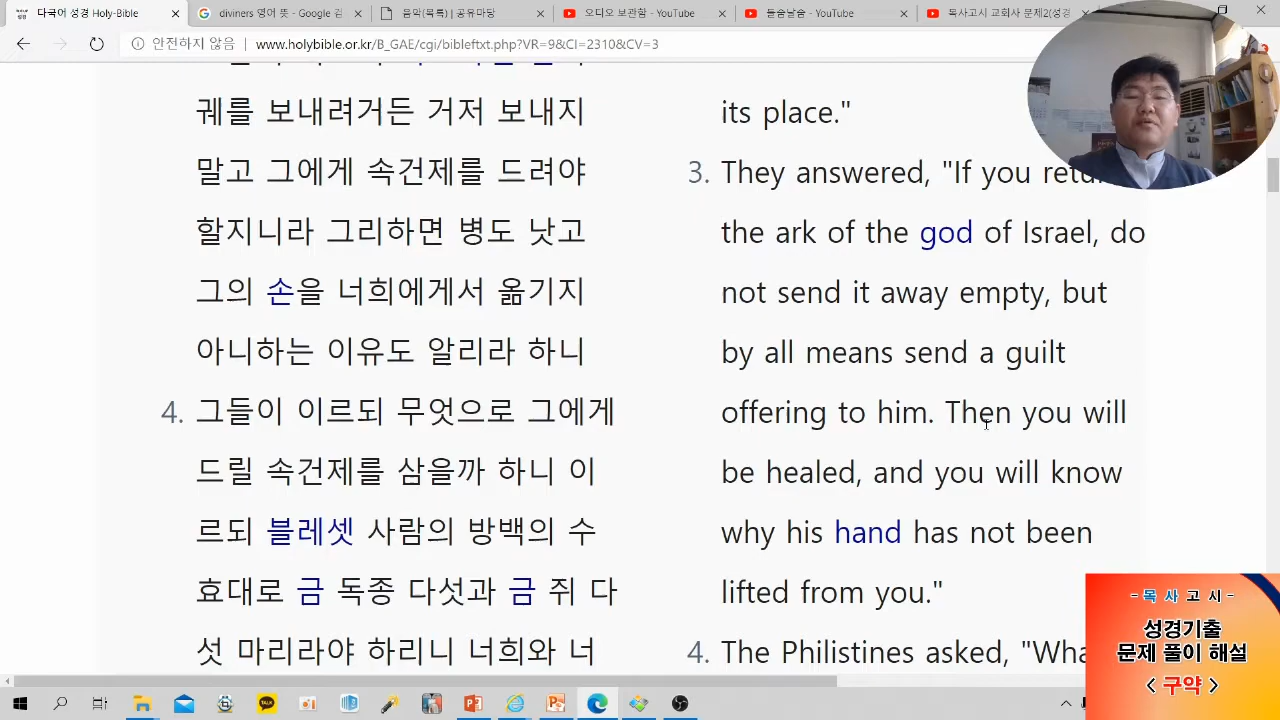 다국어 성경 Holy-Bible
diviners 영어 뜻 - Google 검
음악(목록) | 공유마당
오디오 보관함 - YouTube
돌숨날숨 - YouTube
목사고시 교회사 문제2(성경
안전하지 않음
www.holybible.or.kr/B_GAE/cgi/bibleftxt.php?VR=9&CI=2310&CV=3
궤를 보내려거든 거저 보내지
말고 그에게 속건제를 드려야
할지니라 그리하면 병도 낫고
그의 손을 너희에게서 옮기지
아니하는 이유도 알리라 하니
4. 그들이 이르되 무엇으로 그에게
드릴 속건제를 삼을까 하니 이
르되 블레셋 사람의 방백의 수
효대로 금 독종 다섯과 금 쥐 다
섯 마리라야 하리니 너희와 너
its place."
3. They answered, "If you retu
the ark of the god of Israel, do
not send it away empty, but
by all means send a guilt
offering to him. Then you will
be healed, and you will know
why his hand has not been
lifted from you."
4. The Philistines asked, "Wha
- 목 사 고 시 -
성경기출
문제 풀이 해설
< 구약 >